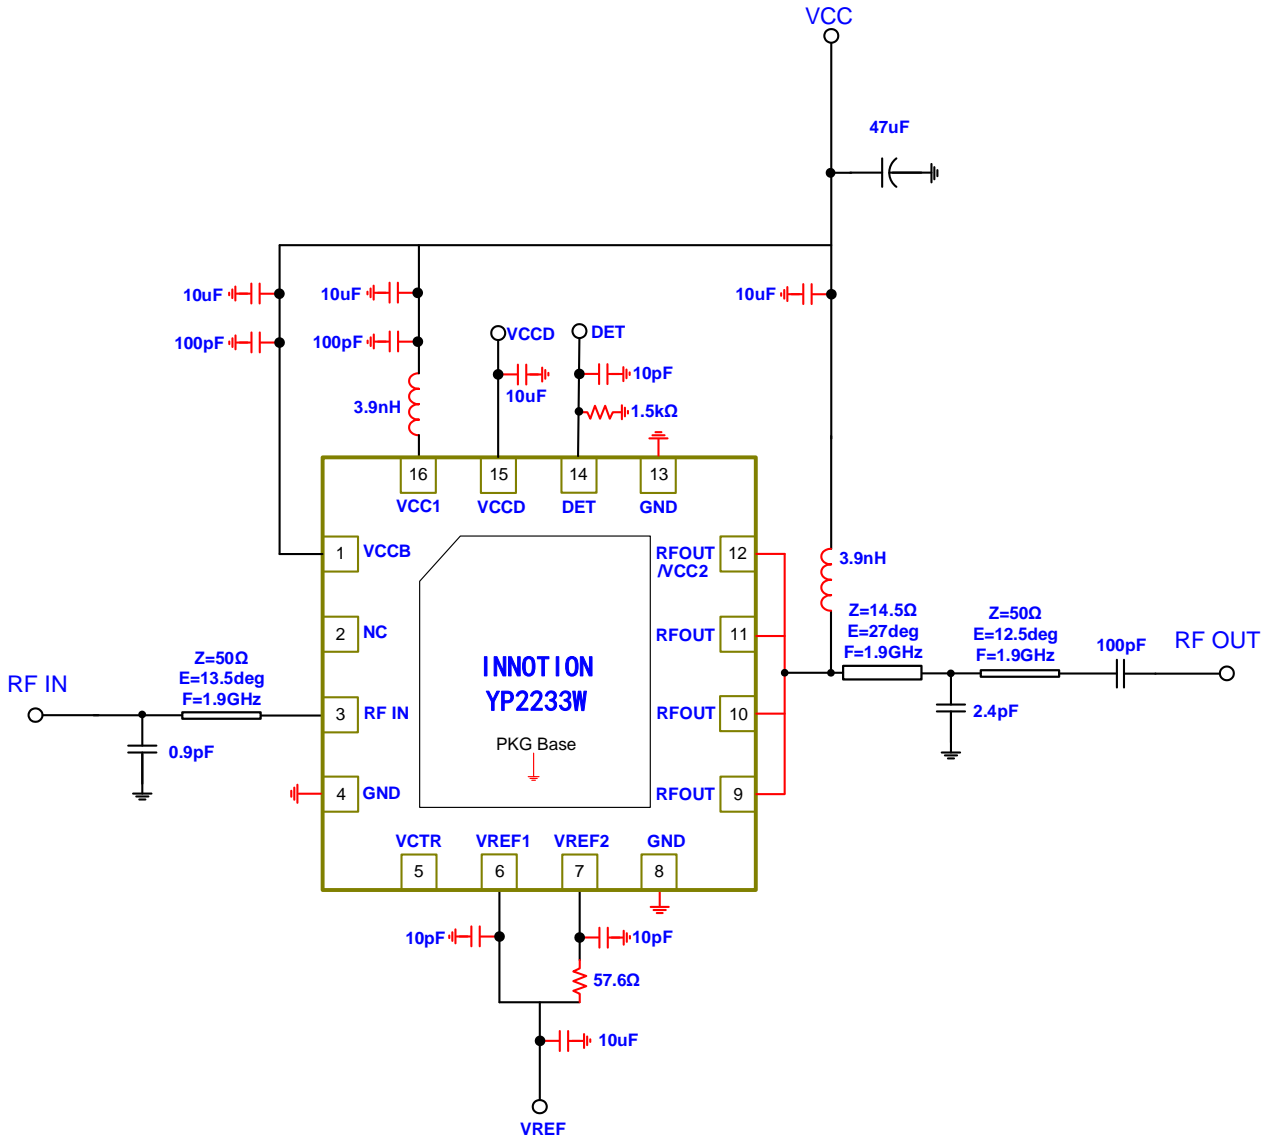 VCC
47uF
10uF
10uF
10uF
100pF
100pF
VCCD
DET
10pF
10uF
3.9nH
1.5kΩ
16
15
14
13
VCC1
VCCD
DET
GND
1
VCCB
RFOUT
/VCC2
12
3.9nH
2
NC
RFOUT
11
Z=14.5Ω
E=27deg
F=1.9GHz
Z=50Ω
E=12.5deg
F=1.9GHz
100pF
RF OUT
INNOTION
YP2233W
Z=50Ω
E=13.5deg
F=1.9GHz
RF IN
3
RF IN
RFOUT
10
2.4pF
PKG Base
0.9pF
4
GND
RFOUT
9
VCTR
VREF1
VREF2
GND
5
6
7
8
10pF
10pF
57.6Ω
10uF
VREF